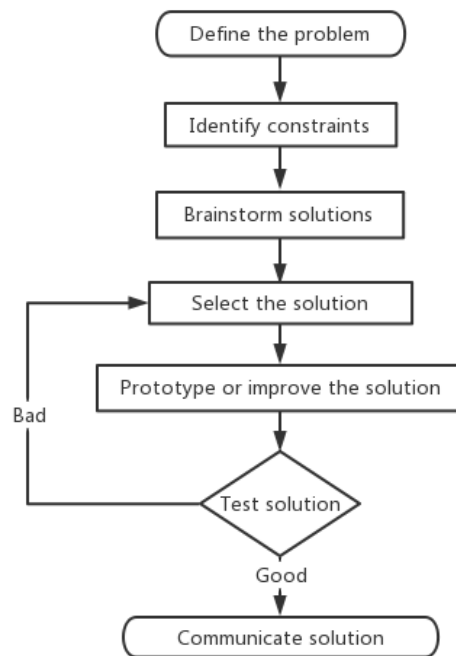 Define the problem
Identify constraints
Brainstorm solutions
Select the solution
Prototype or improve the solution
Bad
Test solution
Good
Communicate solution